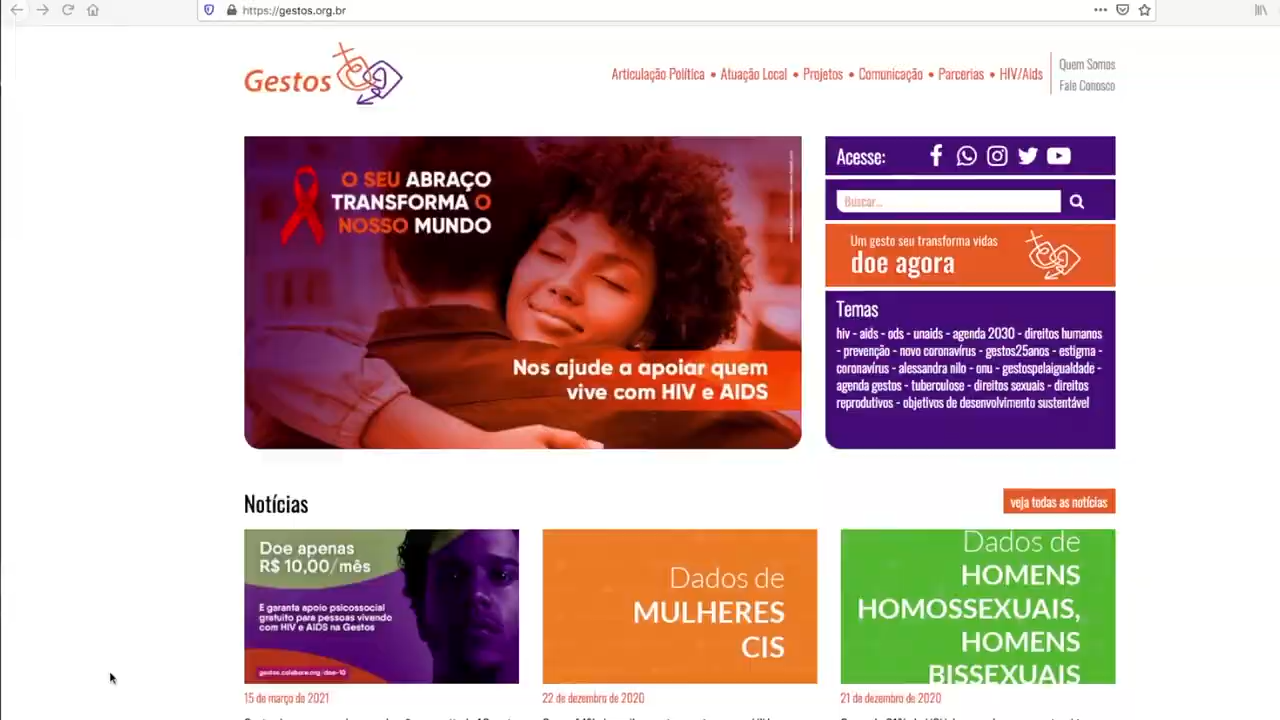 https://gestos.org.br
Gestos
Articulação Política • Atuação Local • Projetos • Comunicação • Parcerias • HIV/Aids
Quem Somos
Fale Conosco
O SEU ABRAÇO
TRANSFORMA O
NOSSO MUNDO
Nos ajude a apoiar quem
vive com HIV e AIDS
Acesse:
Buscar...
Um gesto seu transforma vidas
doe agora
Temas
hiv - aids - ods - unaids - agenda 2030 - direitos humanos
- prevenção - novo coronavírus - gestos25anos - estigma -
coronavírus - alessandra nilo - onu - gestospelaigualdade -
agenda gestos - tuberculose - direitos sexuais - direitos
reprodutivos - objetivos de desenvolvimento sustentável
Notícias
veja todas as notícias
Doe apenas
R$ 10,00/mês
E garanta apoio psicossocial
gratuito para pessoas vivendo
com HIV e AIDS na Gestos
gestos.colabore.org/doe-10
15 de março de 2021
Dados de
MULHERES
CIS
22 de dezembro de 2020
Dados de
HOMENS
HOMOSSEXUAIS,
HOMENS
BISSEXUAIS
21 de dezembro de 2020